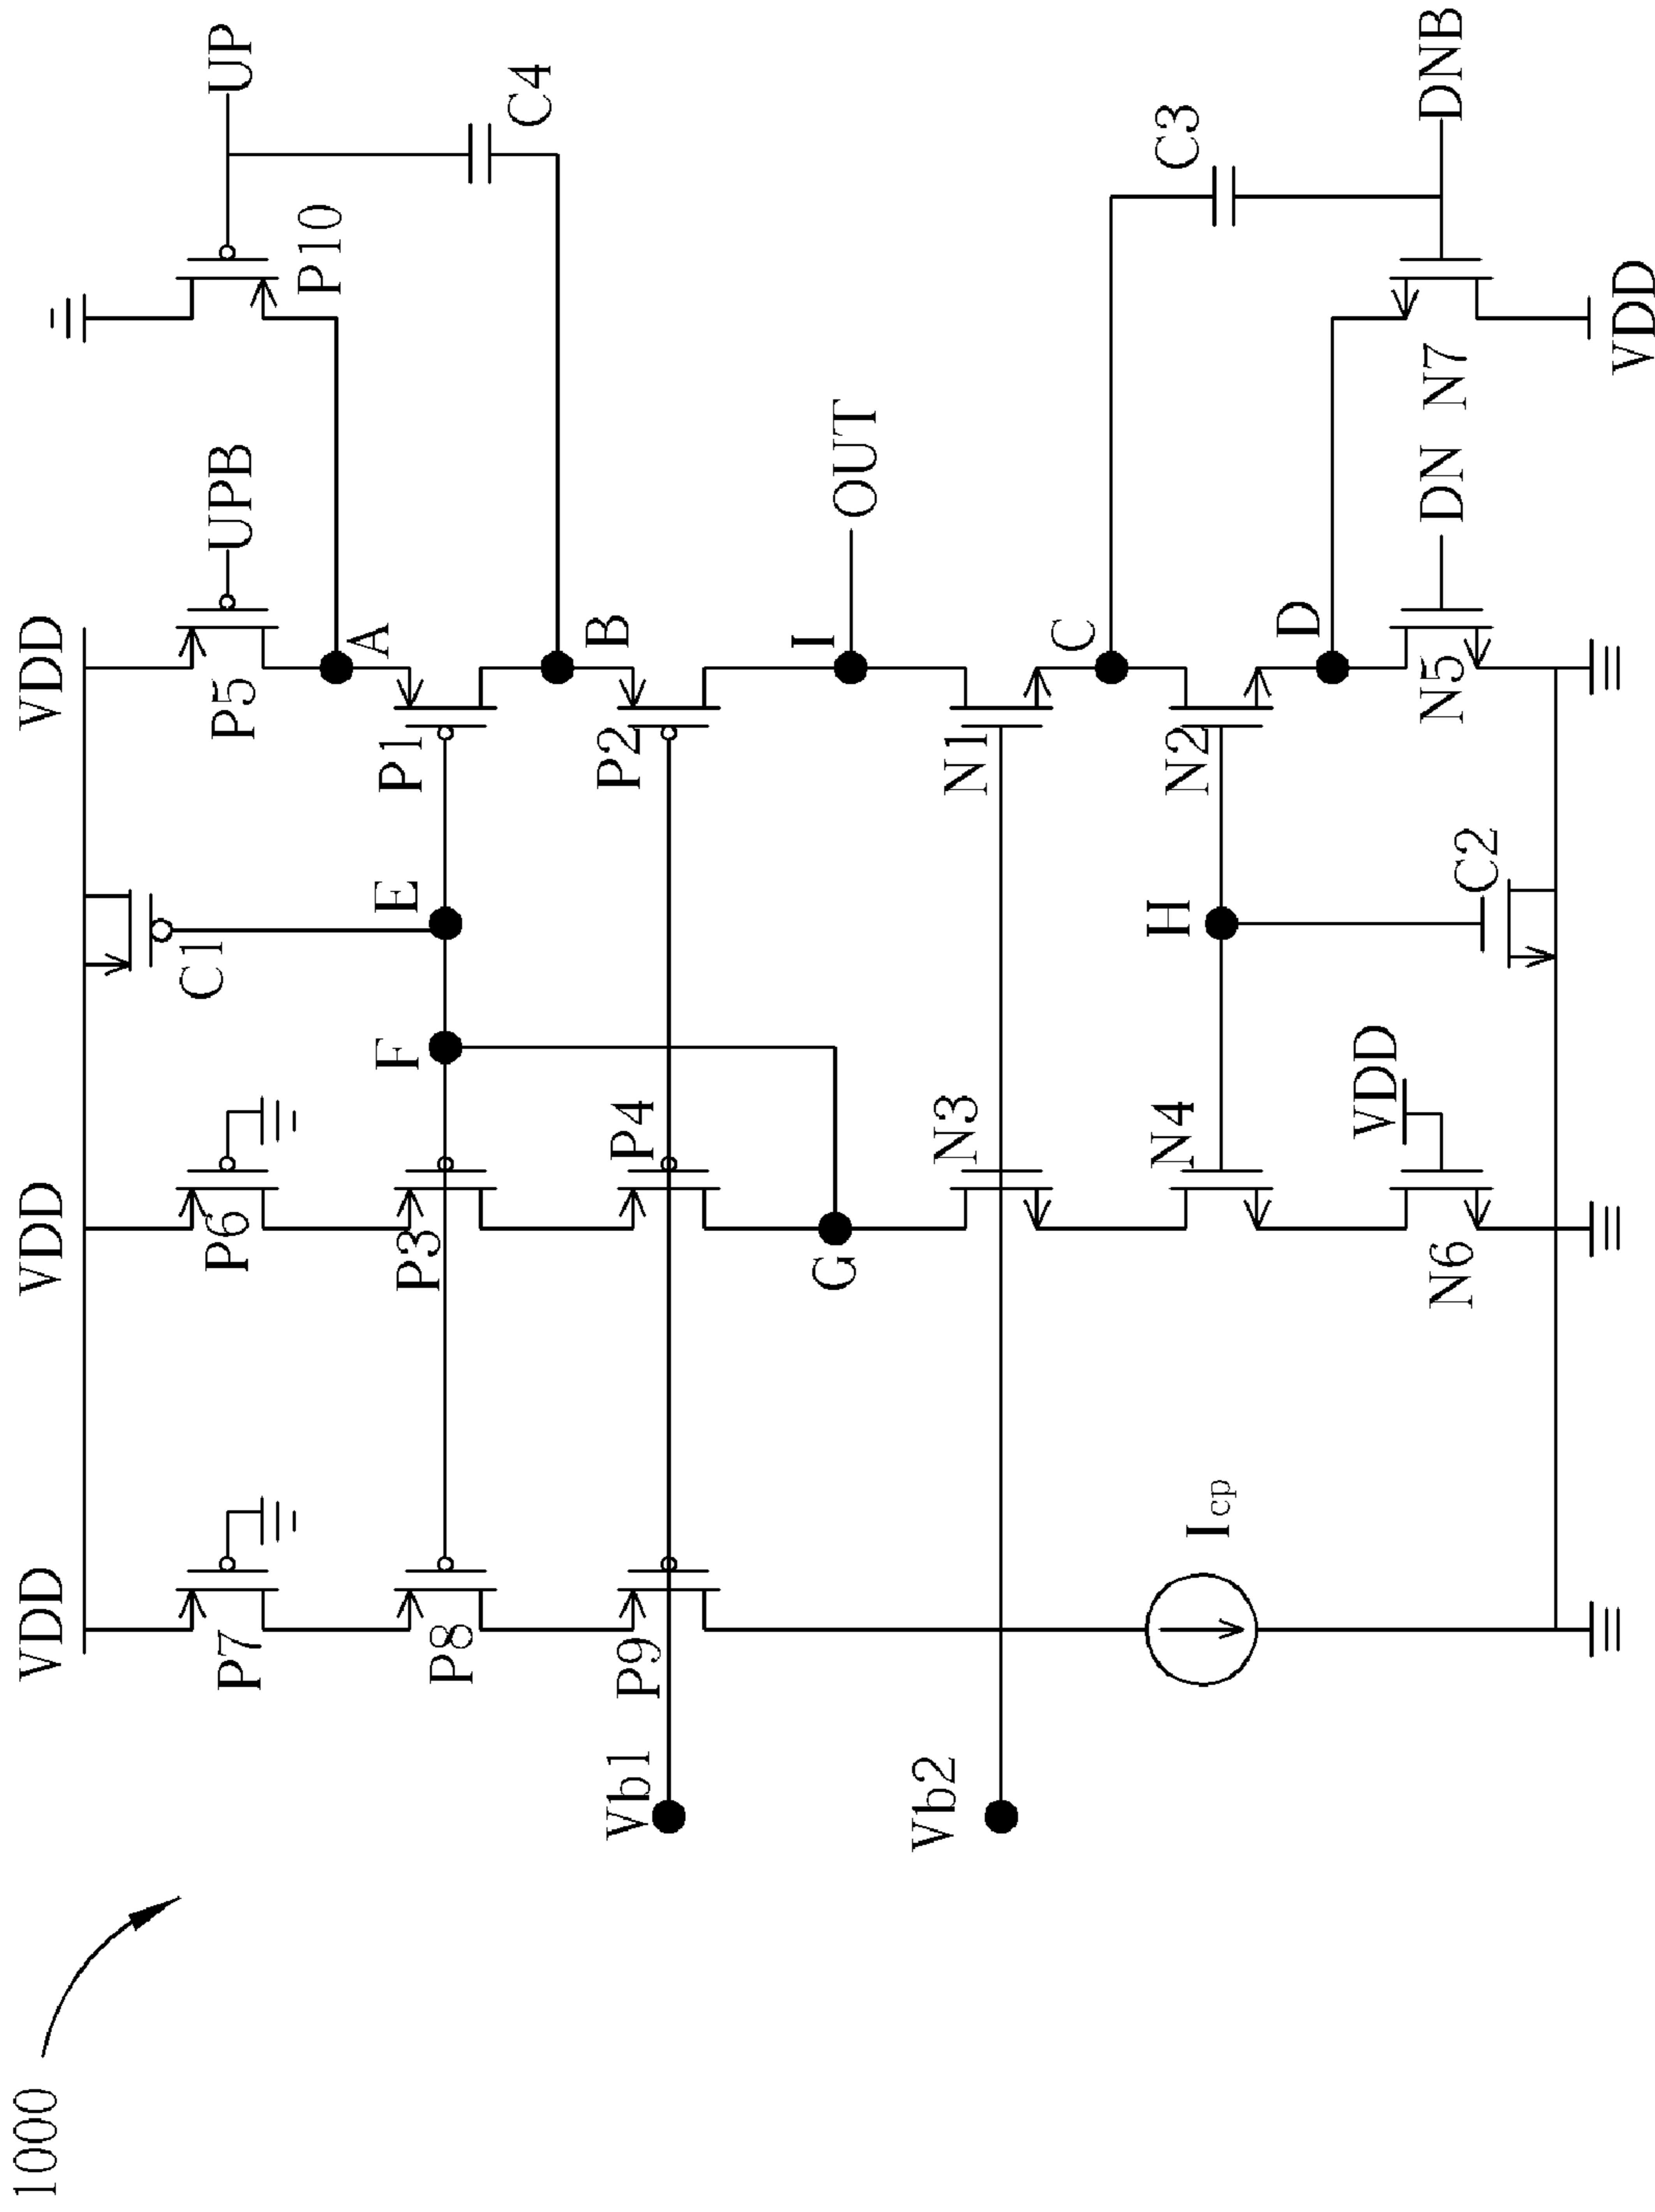 1000
VDD
VDD
VDD
UP
UPB
P7
P6
P5
P10
C1
C4
F
E
A
P8
P3
P1
Vb1
P9
P4
P2
B
G
I
OUT
Vb2
N3
N1
C
C3
Icp
N4
H
N2
D
VDD
C2
N6
N5
DN
N7
DNB
VDD